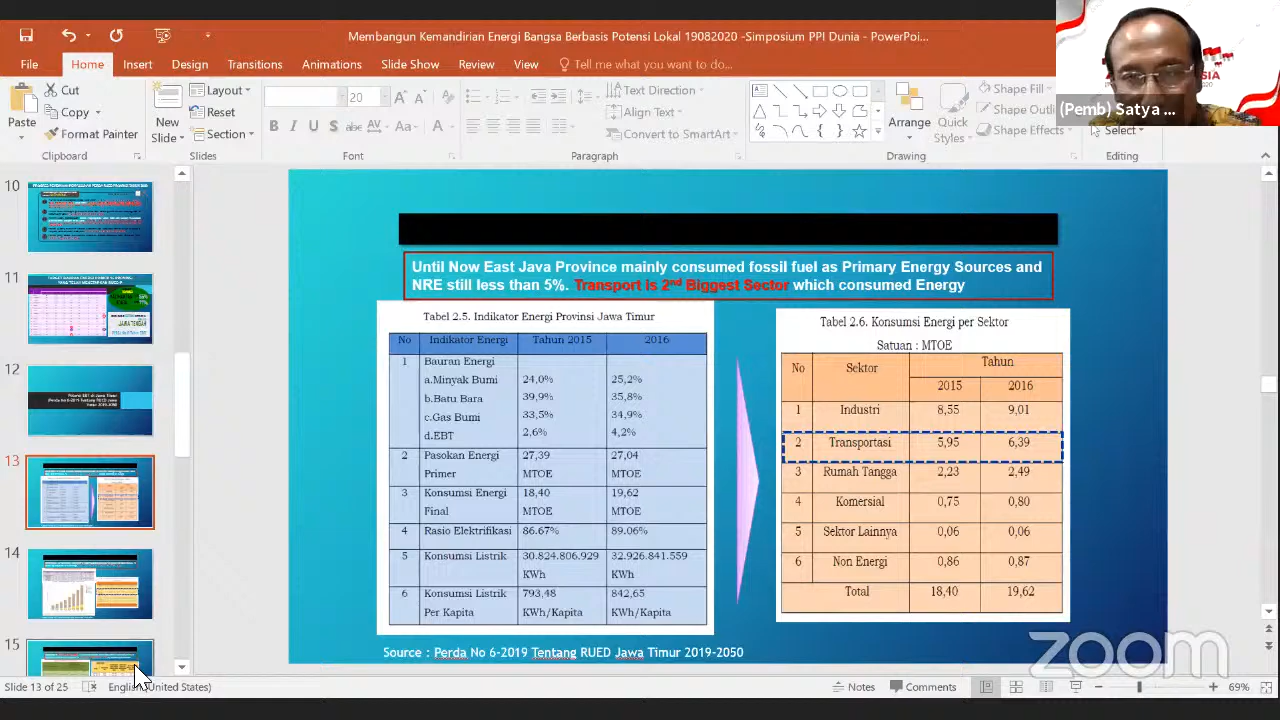 Membangun Kemandirian Energi Bangsa Berbasis Potensi Lokal 19082020 -Simposium PPI Dunia - PowerPoi...
File Home Insert Design Transitions Animations Slide Show Review View Tell me what you want to do...
(Pemb) Satya ...
Paste
Cut
Copy
Format Painter
Clipboard
New Slide
Layout
Reset
Section
Slides
20
Font
Text Direction
Align Text
Convert to SmartArt
Paragraph
Arrange
Quick Styles
Shape Fill
Shape Outl
Shape Effects
Drawing
Select
Editing
10
11
12
13
14
15
Until Now East Java Province mainly consumed fossil fuel as Primary Energy Sources and
NRE still less than 5%. Transport is 2nd Biggest Sector which consumed Energy
Tabel 2.5. Indikator Energi Provinsi Jawa Timur
No Indikator Energi Tahun 2015 2016
1 Bauran Energi
a.Minyak Bumi 24,0% 25,2%
b.Batu Bara 39,9% 35,8%
c.Gas Bumi 33,5% 34,9%
d.EBT 2,6% 4,2%
2 Pasokan Energi 27,39 27,04
Primer MTOE MTOE
3 Konsumsi Energi 18,40 19,62
Final MTOE MTOE
4 Rasio Elektrifikasi 86.67% 89.06%
5 Konsumsi Listrik 30.824.806.929 32.926.841.559
KWh KWh
6 Konsumsi Listrik 793,48 842,65
Per Kapita KWh/Kapita KWh/Kapita
Tabel 2.6. Konsumsi Energi per Sektor
Satuan : MTOE
No Sektor Tahun
2015 2016
1 Industri 8,55 9,01
2 Transportasi 5,95 6,39
3 Rumah Tangga 2,23 2,49
4 Komersial 0,75 0,80
5 Sektor Lainnya 0,06 0,06
6 Non Energi 0,86 0,87
Total 18,40 19,62
Source : Perda No 6-2019 Tentang RUED Jawa Timur 2019-2050
zoom
Slide 13 of 25 English (United States) Notes Comments 69%